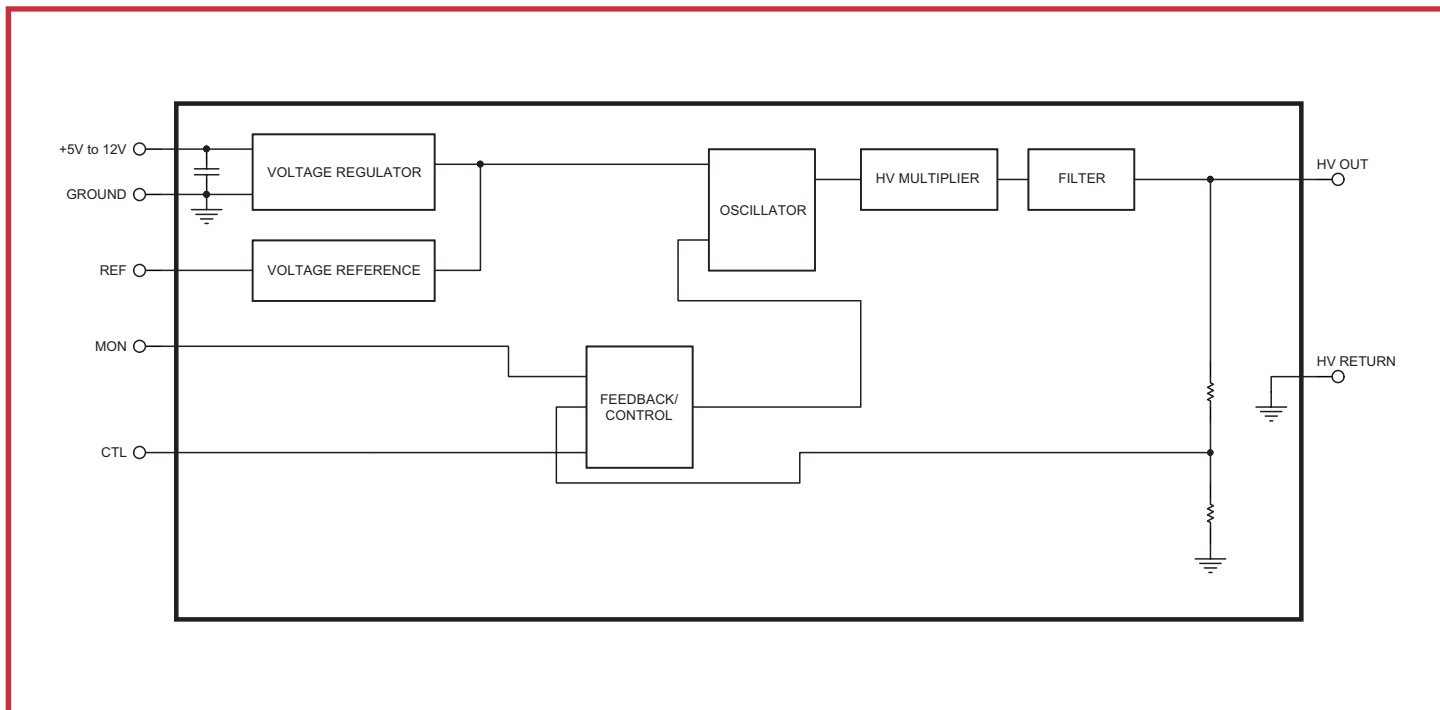 +5V to 12V
GROUND
REF
MON
CTL
VOLTAGE REGULATOR
VOLTAGE REFERENCE
FEEDBACK/
CONTROL
OSCILLATOR
HV MULTIPLIER
FILTER
HV OUT
HV RETURN